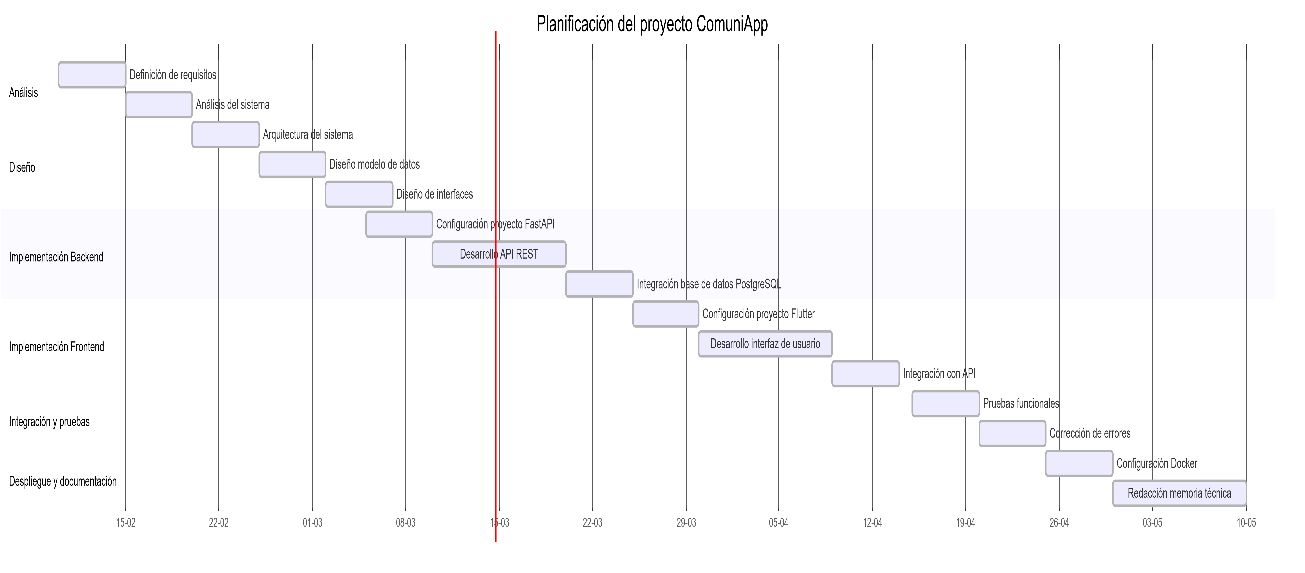 Planificación del proyecto ComuniApp
Análisis
Definición de requisitos
Análisis del sistema
Diseño
Arquitectura del sistema
Diseño modelo de datos
Diseño de interfaces
Implementación Backend
Configuración proyecto FastAPI
Desarrollo API REST
Integración base de datos PostgreSQL
Implementación Frontend
Configuración proyecto Flutter
Desarrollo interfaz de usuario
Integración con API
Integración y pruebas
Pruebas funcionales
Corrección de errores
Despliegue y documentación
Configuración Docker
Redacción memoria técnica
15-02 22-02 01-03 08-03 15-03 22-03 29-03 05-04 12-04 19-04 26-04 03-05 10-05